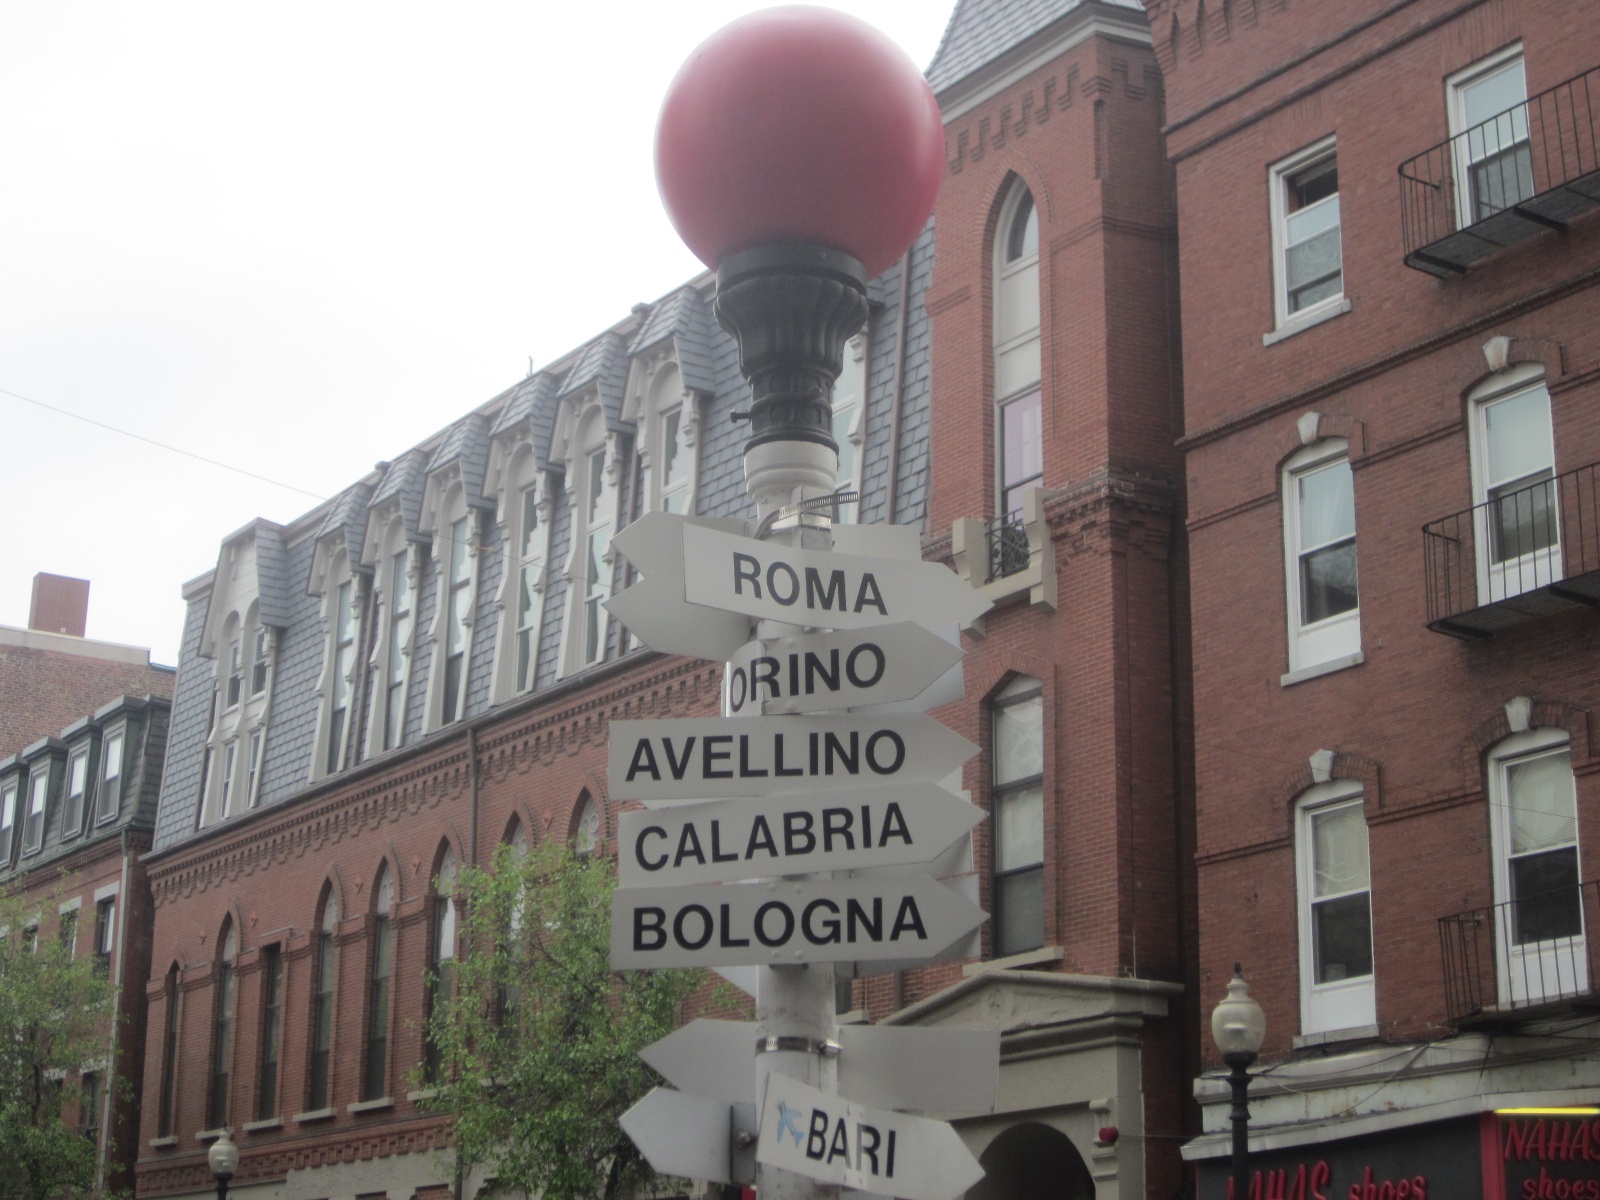 ROMA
ORINO
AVELLINO
CALABRIA
BOLOGNA
BARI
NAHAS
shoes
NAHAS shoes